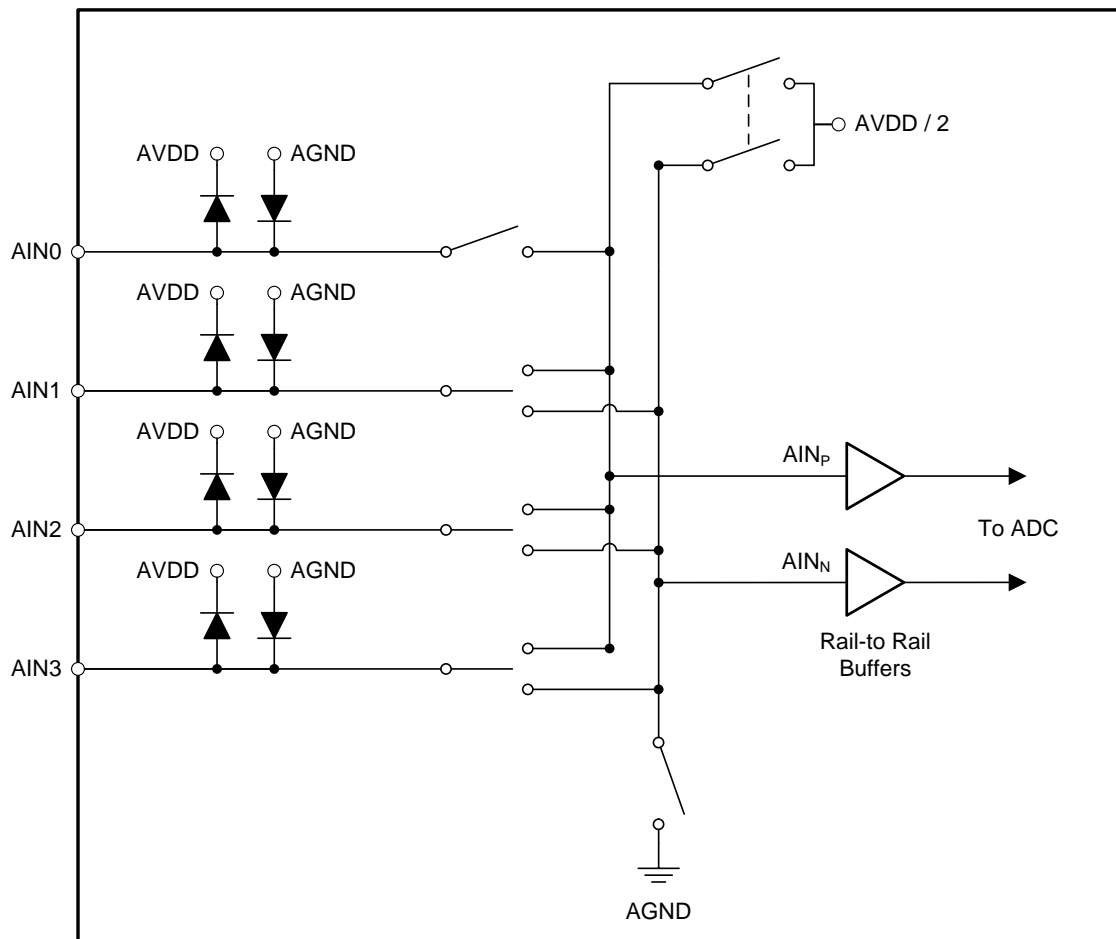 AVDD / 2
AVDD AGND
AIN0
AVDD AGND
AIN1
AVDD AGND
AIN2
AVDD AGND
AIN3
AINP
To ADC
AINN
Rail-to Rail
Buffers
AGND